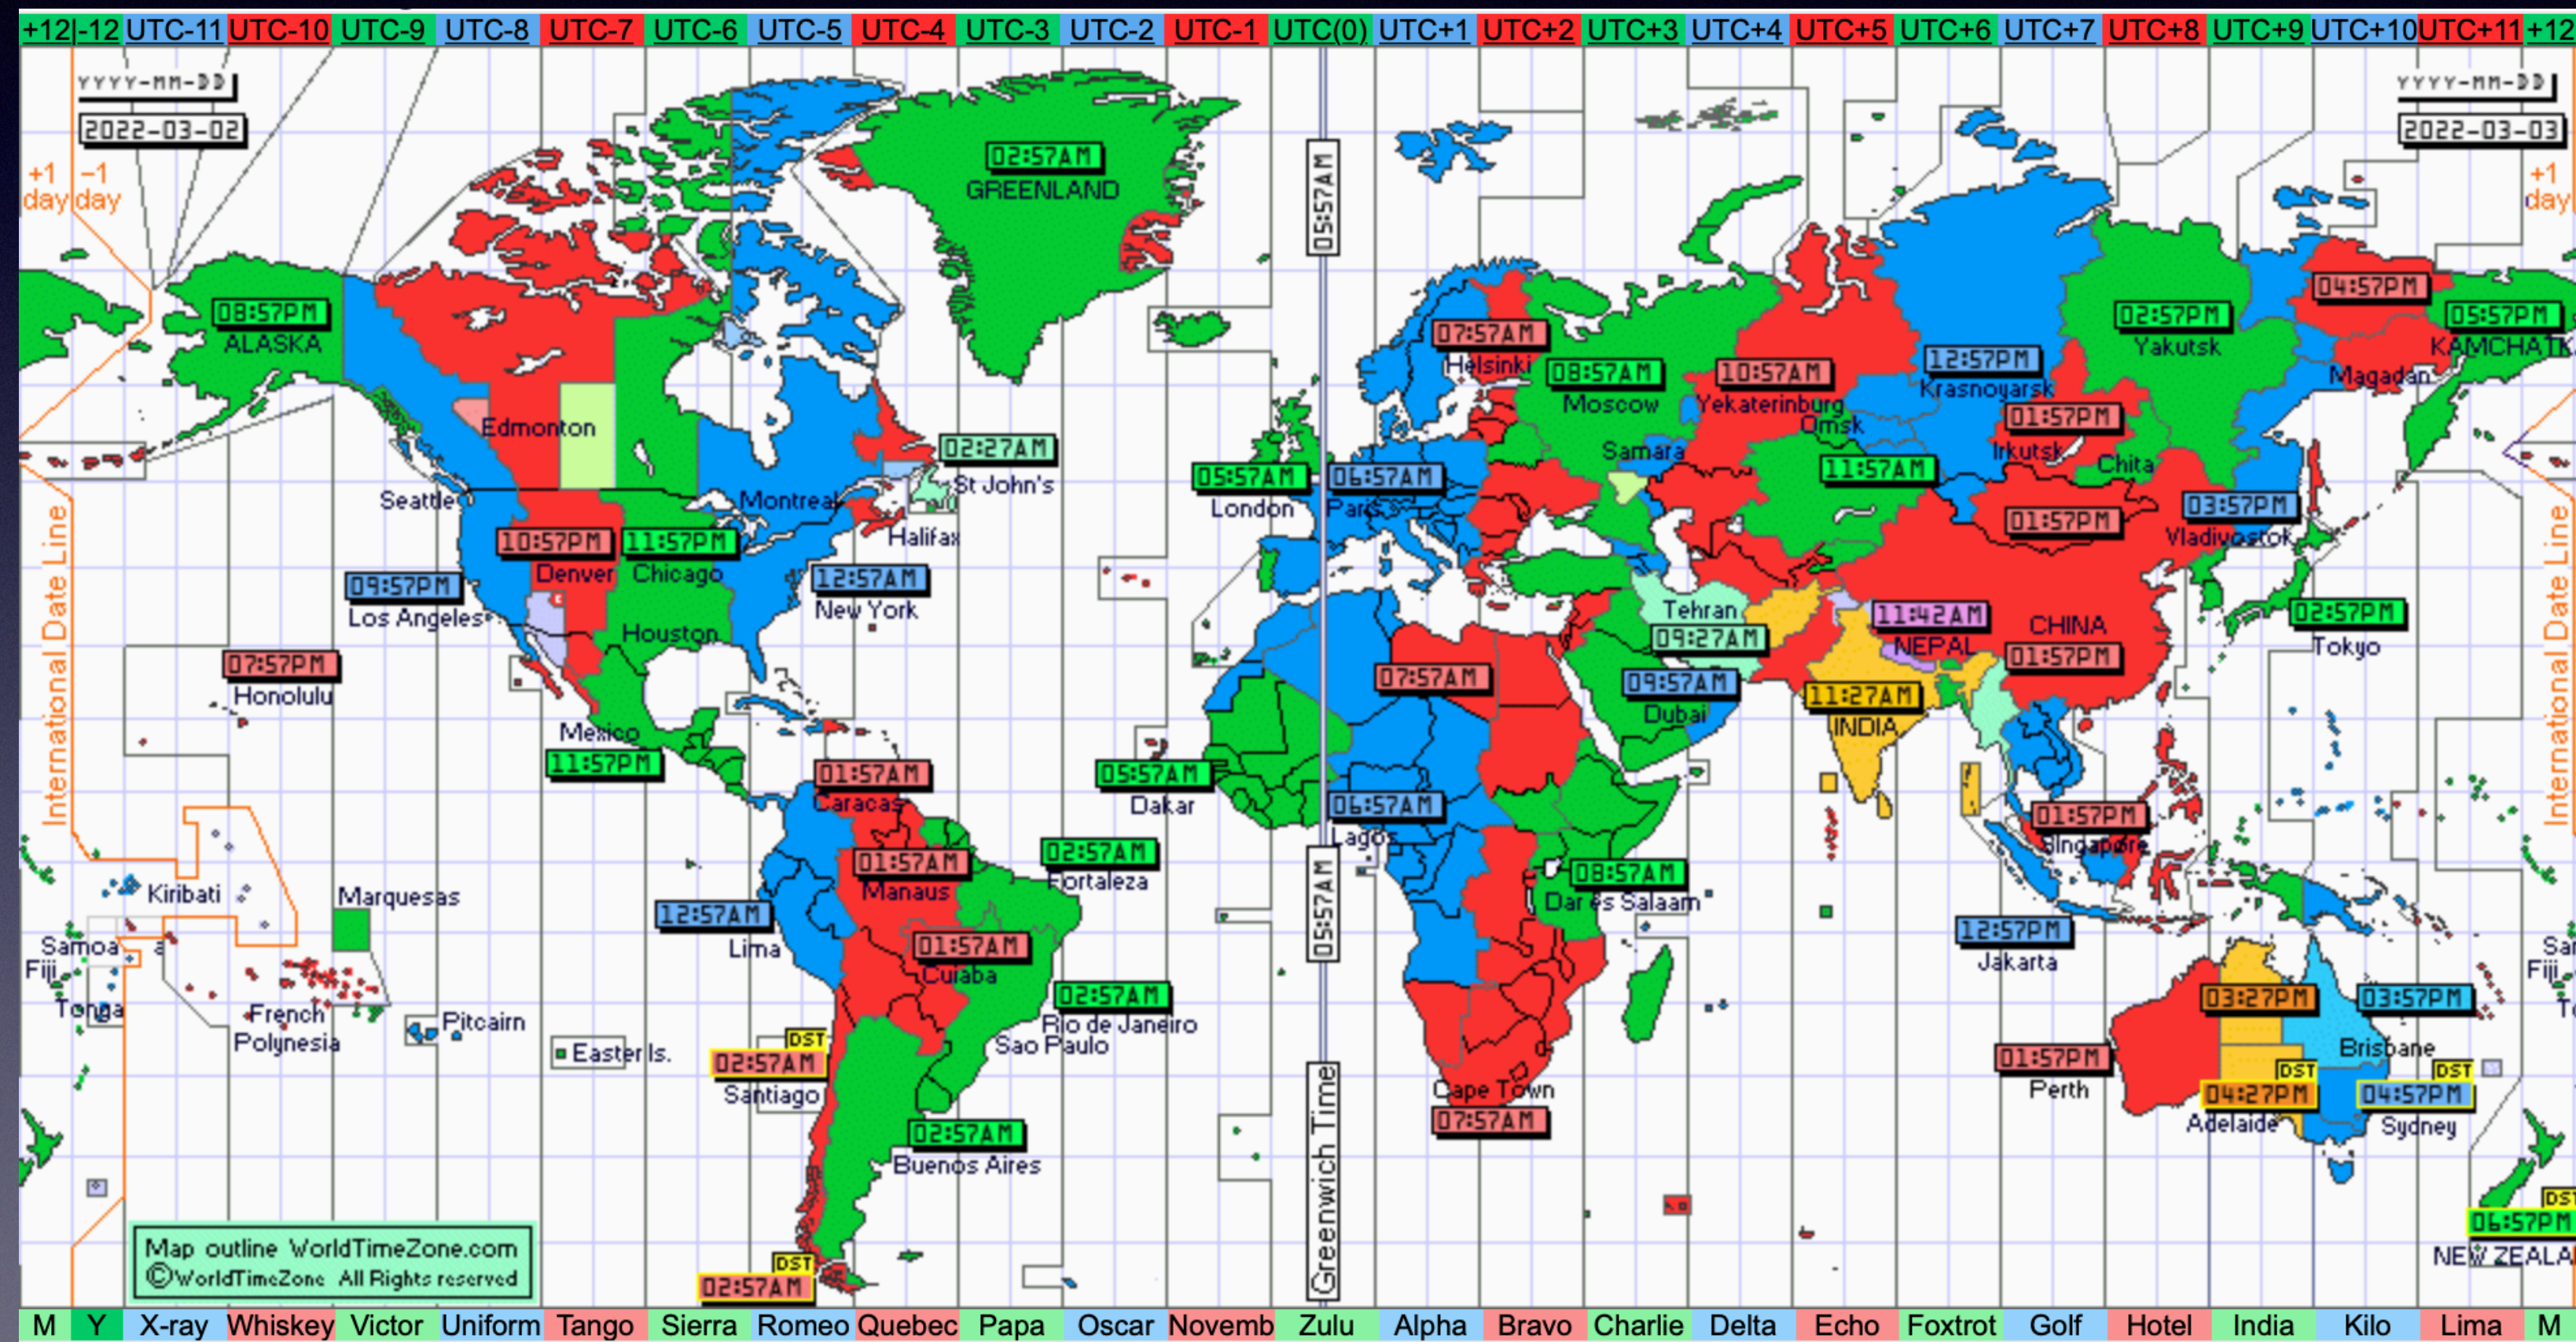 +12|-12 UTC-11 UTC-10 UTC-9 UTC-8 UTC-7 UTC-6 UTC-5 UTC-4 UTC-3 UTC-2 UTC-1 UTC(0) UTC+1 UTC+2 UTC+3 UTC+4 UTC+5 UTC+6 UTC+7 UTC+8 UTC+9 UTC+10 UTC+11 +12
YYYY-MM-DD
2022-03-02
YYYY-MM-DD
2022-03-03
+1 -1
day day
+1
day
02:57AM
GREENLAND
05:57AM
08:57PM
ALASKA
04:57PM
Magadan
05:57PM
KAMCHATK
02:57PM
Yakutsk
07:57AM
Helsinki
08:57AM
Moscow
10:57AM
Yekaterinburg
Omsk
12:57PM
Krasnoyarsk
01:57PM
Irkutsk
Chita
Samara
11:57AM
Edmonton
02:27AM
St John's
Seattle
Montreal
Halifax
05:57AM
London
06:57AM
Paris
01:57PM
03:57PM
Vladivostok
10:57PM
Denver
11:57PM
Chicago
09:57PM
Los Angeles
12:57AM
New York
Houston
Tehran
09:27AM
11:42AM
NEPAL
CHINA
01:57PM
02:57PM
Tokyo
International Date Line
International Date Line
07:57PM
Honolulu
07:57AM
09:57AM
Dubai
11:27AM
INDIA
Mexico
11:57PM
01:57AM
Caracas
05:57AM
Dakar
06:57AM
Lagos
01:57PM
Singapore
01:57AM
Manaus
02:57AM
Fortaleza
05:57AM
08:57AM
Dar es Salaam
Kiribati
Marquesas
12:57AM
Lima
01:57AM
Cuiaba
12:57PM
Jakarta
Samoa
Fiji
Tonga
French
Polynesia
Pitcairn
Easter Is.
02:57AM
Rio de Janeiro
Sao Paulo
DST
02:57AM
Santiago
02:57AM
Buenos Aires
Greenwich Time
Cape Town
07:57AM
01:57PM
Perth
03:27PM
03:57PM
Brisbane
DST
04:27PM
Adelaide
DST
04:57PM
Sydney
Sa
Fiji
T
DST
06:57PM
NEW ZEALA
DST
02:57AM
Map outline WorldTimeZone.com
©WorldTimeZone All Rights reserved
M Y X-ray Whiskey Victor Uniform Tango Sierra Romeo Quebec Papa Oscar Novemb Zulu Alpha Bravo Charlie Delta Echo Foxtrot Golf Hotel India Kilo Lima M